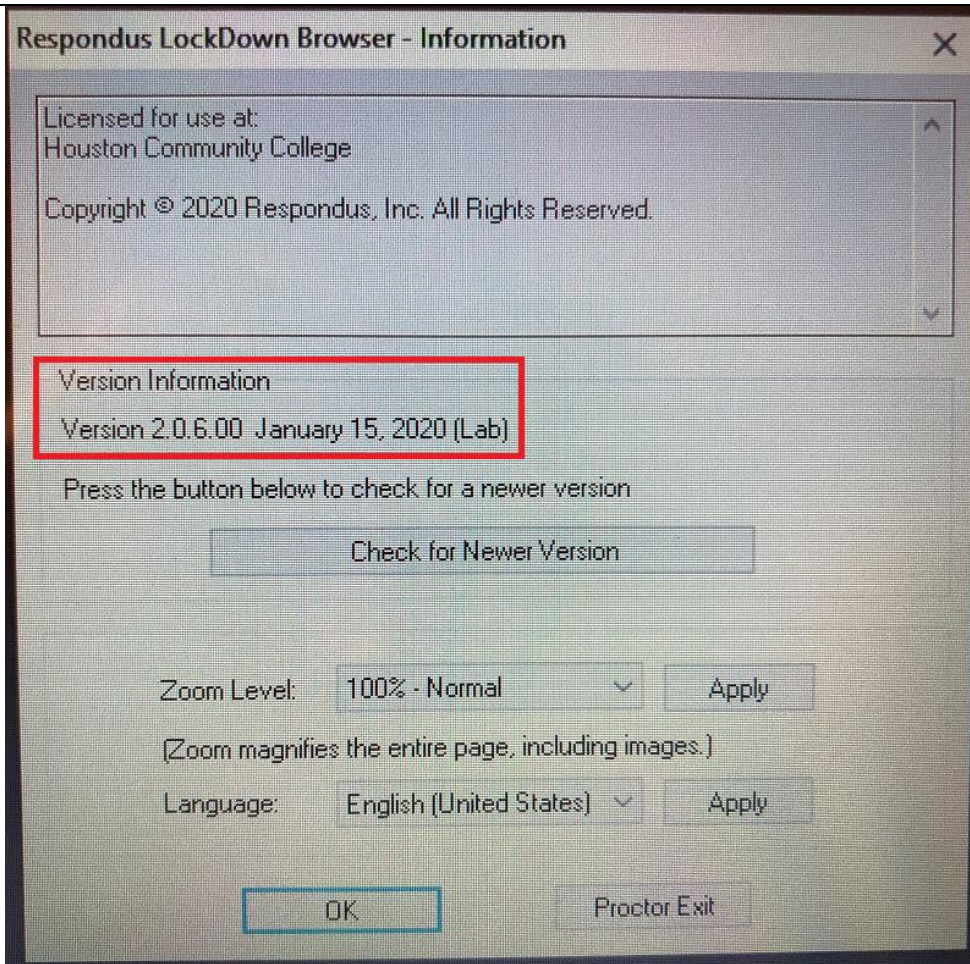 Respondus LockDown Browser - Information
Licensed for use at:
Houston Community College
Copyright © 2020 Respondus, Inc. All Rights Reserved.
Version Information
Version 2.0.6.00 January 15, 2020 (Lab)
Press the button below to check for a newer version
Check for Newer Version
Zoom Level: 100% - Normal Apply
(Zoom magnifies the entire page, including images.)
Language: English (United States) Apply
OK Proctor Exit